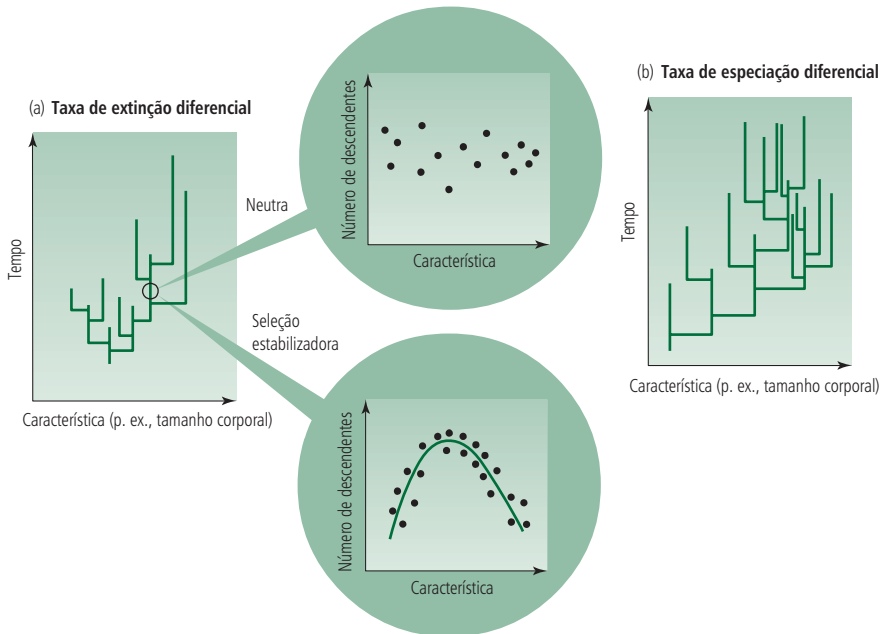 (a) Taxa de extinção diferencial
Tempo
Característica (p. ex., tamanho corporal)
Neutra
Seleção
estabilizadora
Número de descendentes
Característica
Número de descendentes
Característica
(b) Taxa de especiação diferencial
Tempo
Característica (p. ex., tamanho corporal)